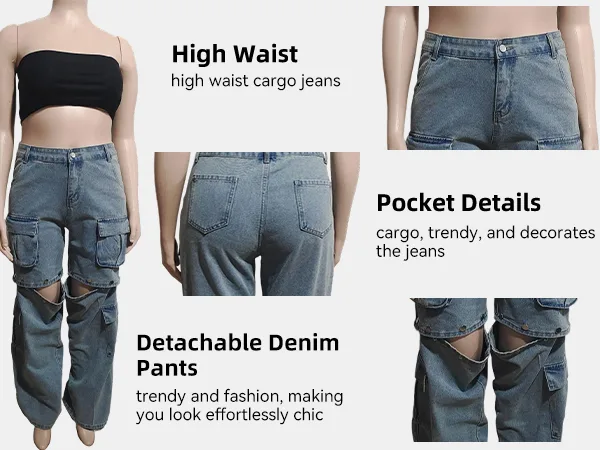 High Waist
high waist cargo jeans
Pocket Details
cargo, trendy, and decorates
the jeans
Detachable Denim
Pants
trendy and fashion, making
you look effortlessly chic